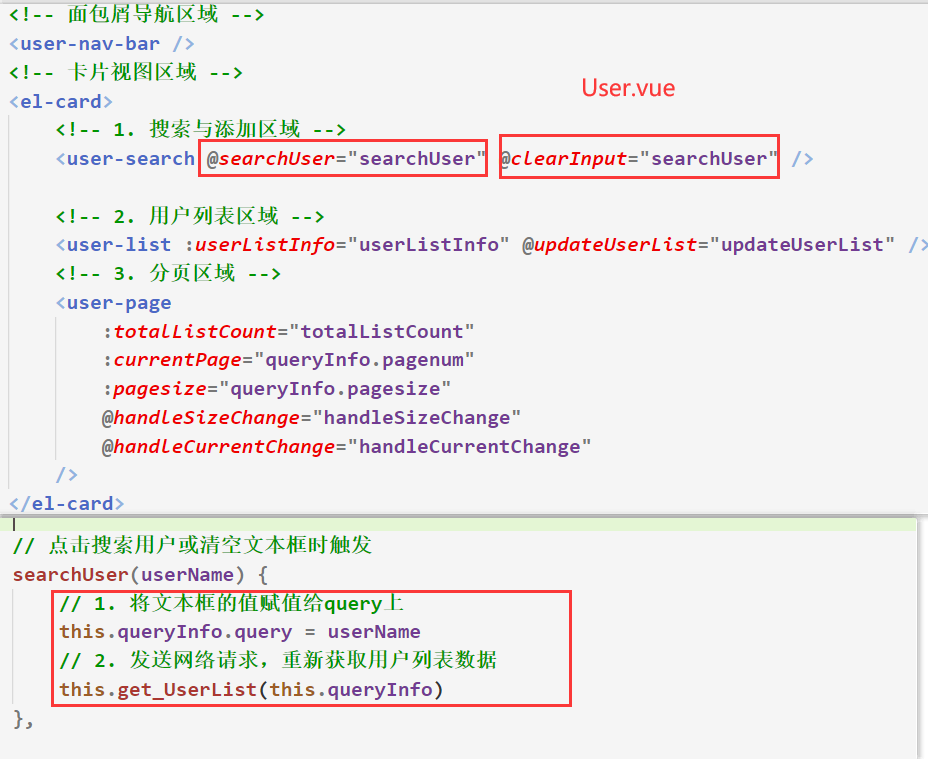 <!-- 面包屑导航区域 -->
<user-nav-bar />
<!-- 卡片视图区域 -->
<el-card>
User.vue
<!-- 1. 搜索与添加区域 -->
<user-search @searchUser="searchUser" @clearInput="searchUser" />
<!-- 2. 用户列表区域 -->
<user-list :userListInfo="userListInfo" @updateUserList="updateUserList" />
<!-- 3. 分页区域 -->
<user-page
:totalListCount="totalListCount"
:currentPage="queryInfo.pagenum"
:pagesize="queryInfo.pagesize"
@handleSizeChange="handleSizeChange"
@handleCurrentChange="handleCurrentChange"
/>
</el-card>
// 点击搜索用户或清空文本框时触发
searchUser(userName) {
// 1. 将文本框的值赋值给query上
this.queryInfo.query = userName
// 2. 发送网络请求，重新获取用户列表数据
this.get_UserList(this.queryInfo)
},